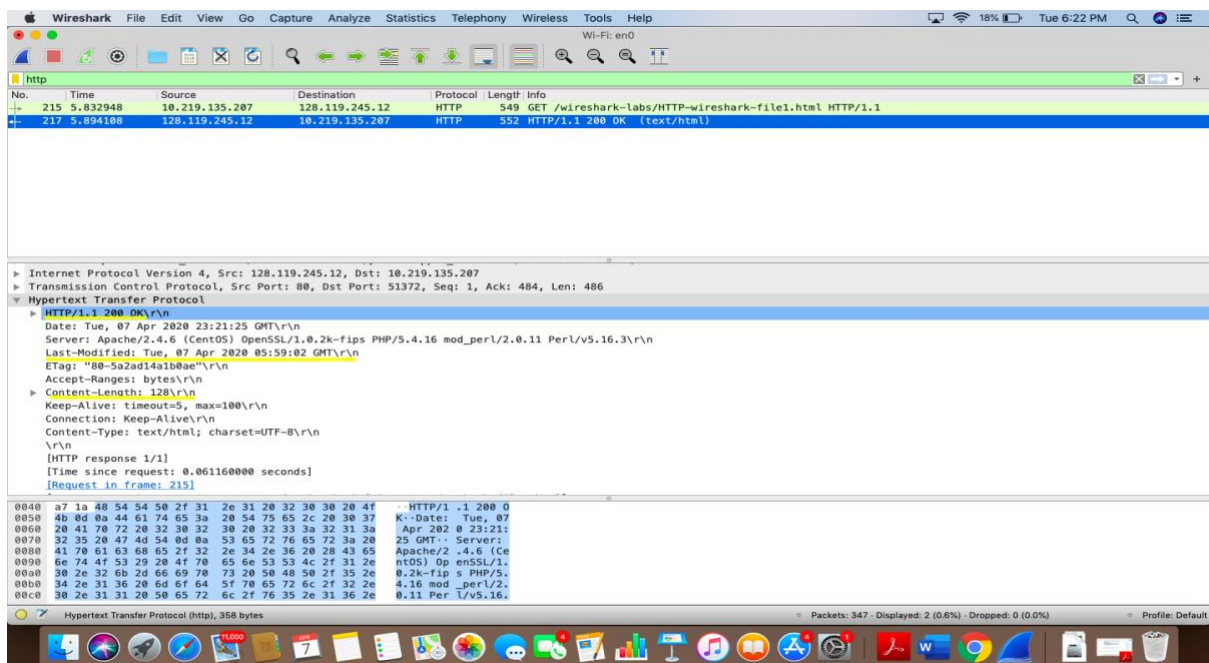 Wireshark File Edit View Go Capture Analyze Statistics Telephony Wireless Tools Help 18% Tue 6:22 PM
Wi-Fi: en0
http
No. Time Source Destination Protocol Length Info
215 5.832948 10.219.135.207 128.119.245.12 HTTP 549 GET /wireshark-labs/HTTP-wireshark-file1.html HTTP/1.1
217 5.894108 128.119.245.12 10.219.135.207 HTTP 552 HTTP/1.1 200 OK (text/html)
Internet Protocol Version 4, Src: 128.119.245.12, Dst: 10.219.135.207
Transmission Control Protocol, Src Port: 80, Dst Port: 51372, Seq: 1, Ack: 484, Len: 486
Hypertext Transfer Protocol
HTTP/1.1 200 OK\r\n
Date: Tue, 07 Apr 2020 23:21:25 GMT\r\n
Server: Apache/2.4.6 (CentOS) OpenSSL/1.0.2k-fips PHP/5.4.16 mod_perl/2.0.11 Perl/v5.16.3\r\n
Last-Modified: Tue, 07 Apr 2020 05:59:02 GMT\r\n
ETag: "80-5a2ad14a1b0ae"\r\n
Accept-Ranges: bytes\r\n
Content-Length: 128\r\n
Keep-Alive: timeout=5, max=100\r\n
Connection: Keep-Alive\r\n
Content-Type: text/html; charset=UTF-8\r\n
\r\n
[HTTP response 1/1]
[Time since request: 0.061160000 seconds]
[Request in frame: 215]
0040 a7 1a 48 54 54 50 2f 31 2e 31 20 32 30 30 20 4f ··HTTP/1 .1 200 O
0050 4b 0d 0a 44 61 74 65 3a 20 54 75 65 2c 20 30 37 K··Date: Tue, 07
0060 20 41 70 72 20 32 30 32 30 20 32 33 3a 32 31 3a Apr 202 0 23:21:
0070 32 35 20 47 4d 54 0d 0a 53 65 72 76 65 72 3a 20 25 GMT·· Server:
0080 41 70 61 63 68 65 2f 32 2e 34 2e 36 20 28 43 65 Apache/2 .4.6 (Ce
0090 6e 74 4f 53 29 20 4f 70 65 6e 53 53 4c 2f 31 2e ntOS) Op enSSL/1.
00a0 30 2e 32 6b 2d 66 69 70 73 20 50 48 50 2f 35 2e 0.2k-fip s PHP/5.
00b0 34 2e 31 36 20 6d 6f 64 5f 70 65 72 6c 2f 32 2e 4.16 mod _perl/2.
00c0 30 2e 31 31 20 50 65 72 6c 2f 76 35 2e 31 36 2e 0.11 Per l/v5.16.
Hypertext Transfer Protocol (http), 358 bytes Packets: 347 · Displayed: 2 (0.6%) · Dropped: 0 (0.0%) Profile: Default
11,000
7
4
1
W